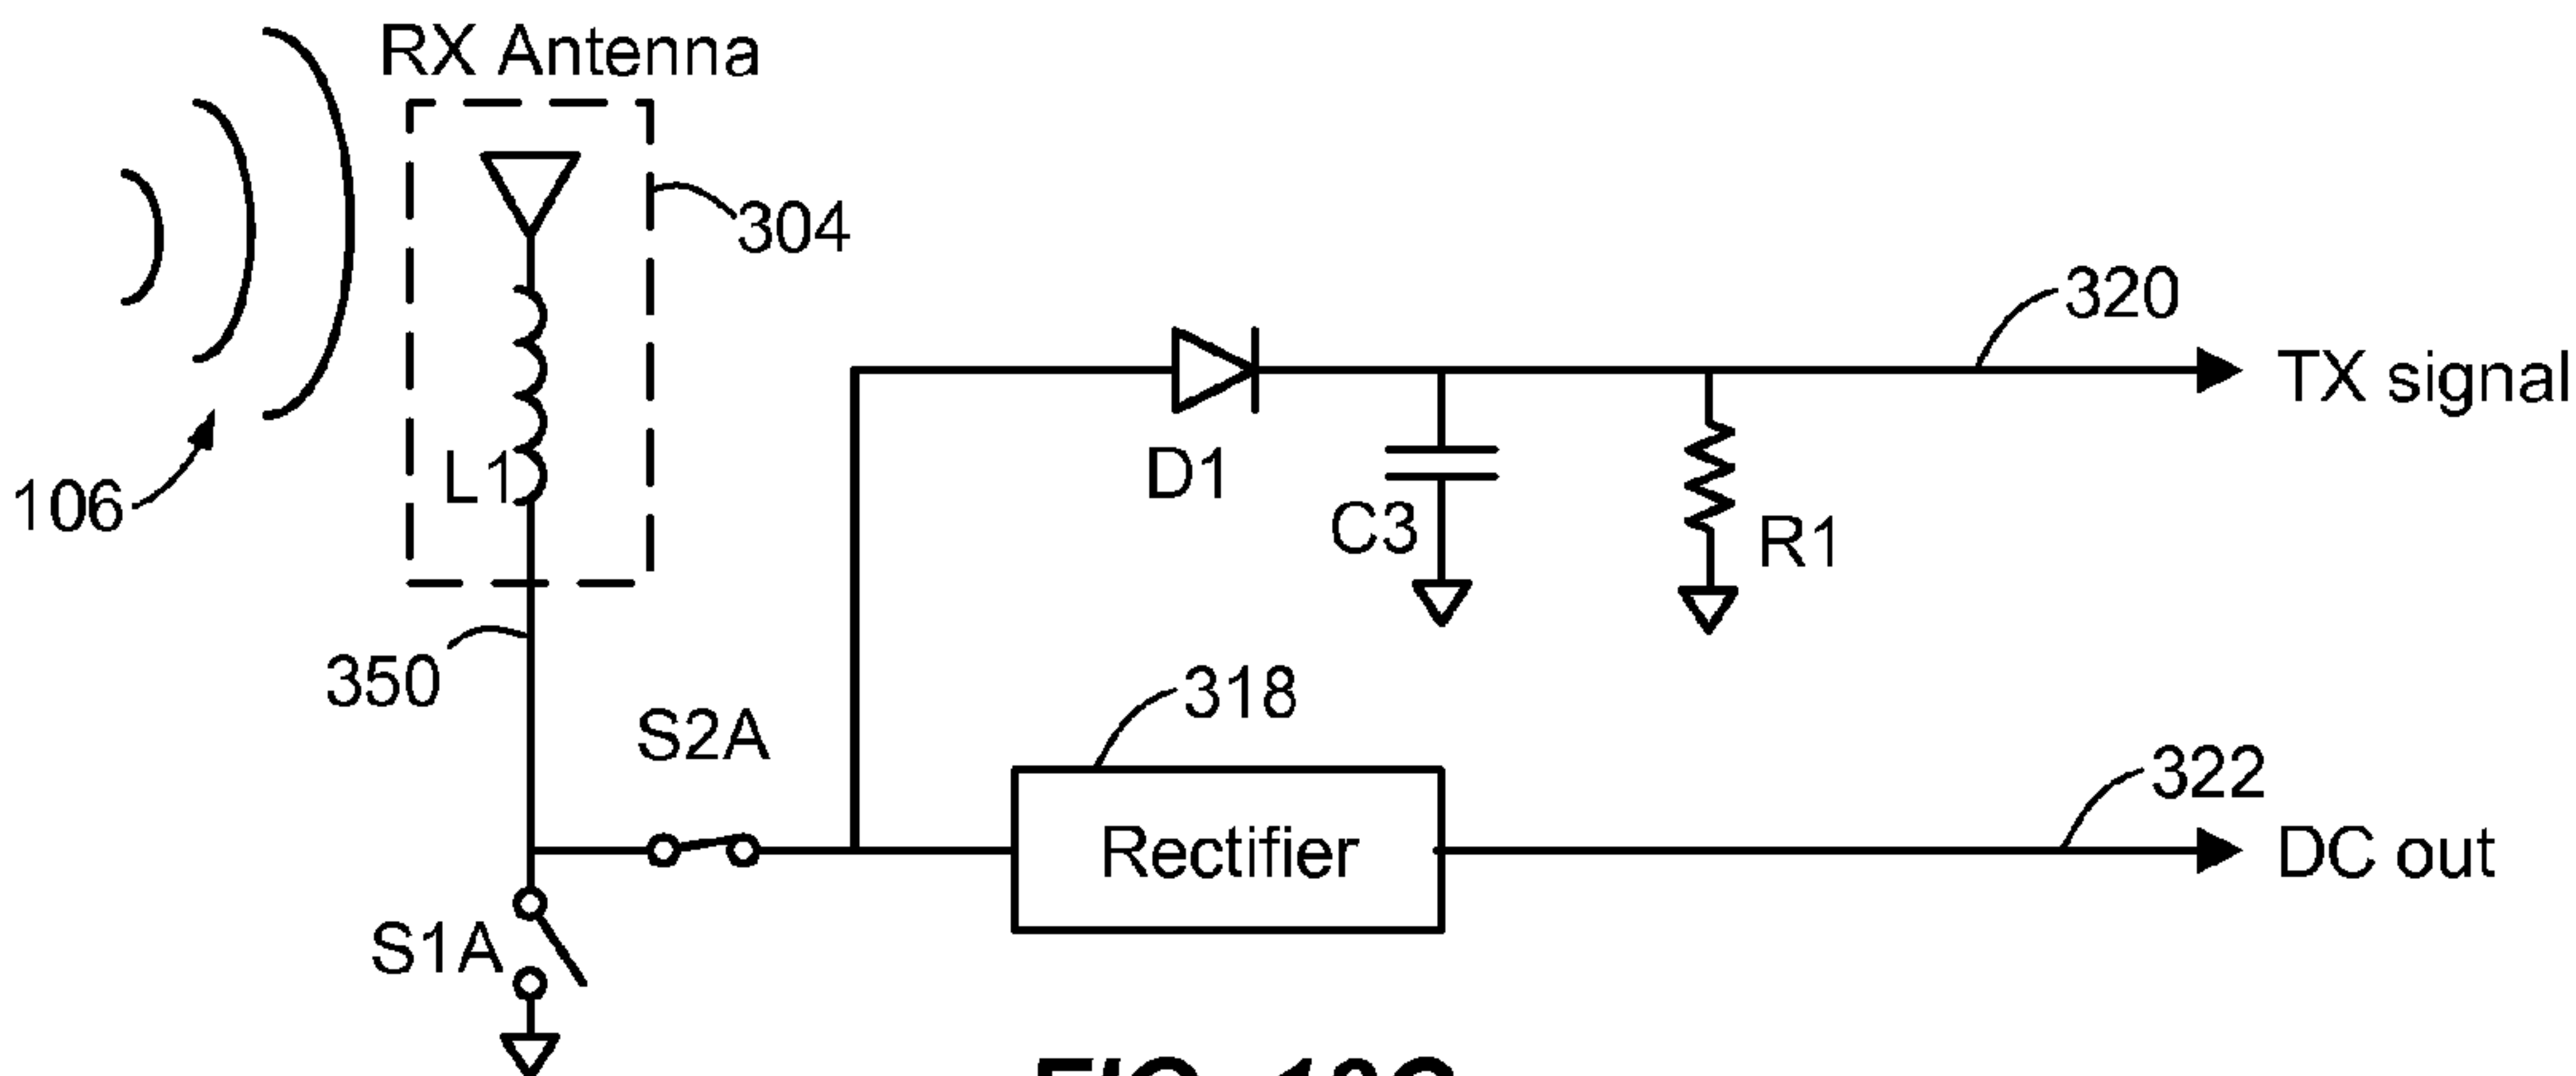 RX Antenna
304
320
TX signal
L1
D1
106
C3
R1
350
318
S2A
322
Rectifier
DC out
S1A